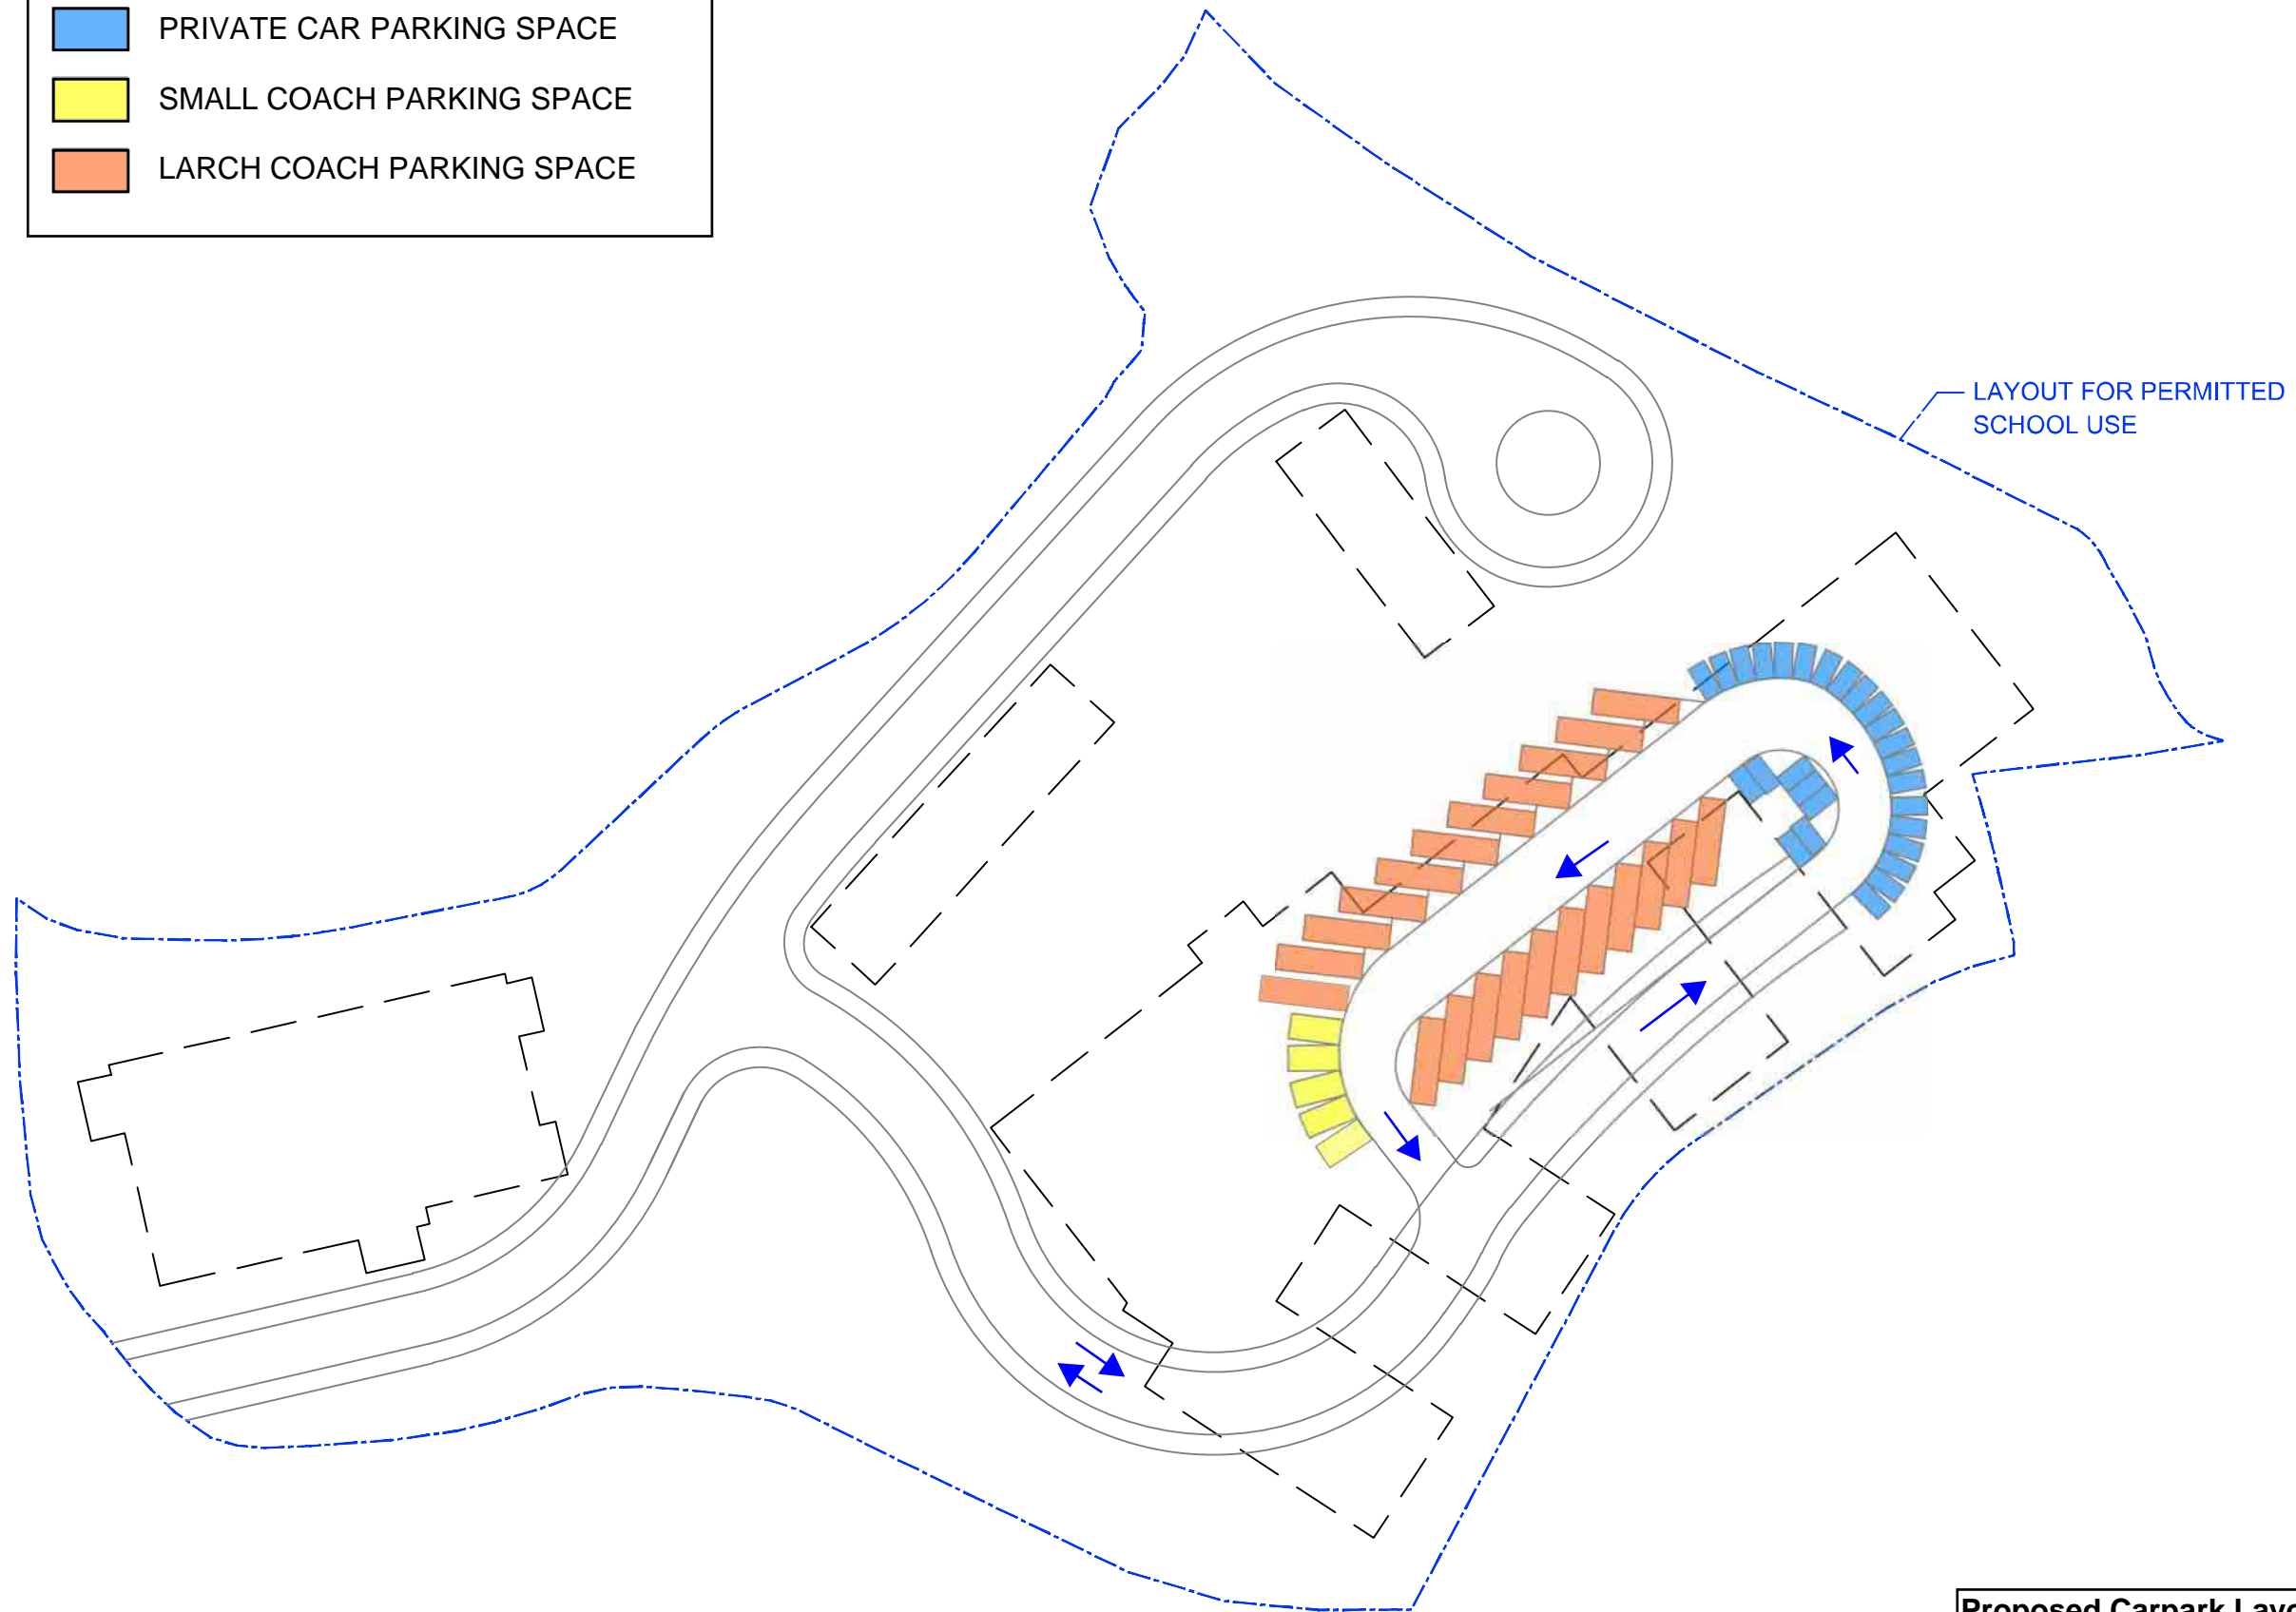 PRIVATE CAR PARKING SPACE
SMALL COACH PARKING SPACE
LARCH COACH PARKING SPACE
LAYOUT FOR PERMITTED
SCHOOL USE
Proposed Carpark